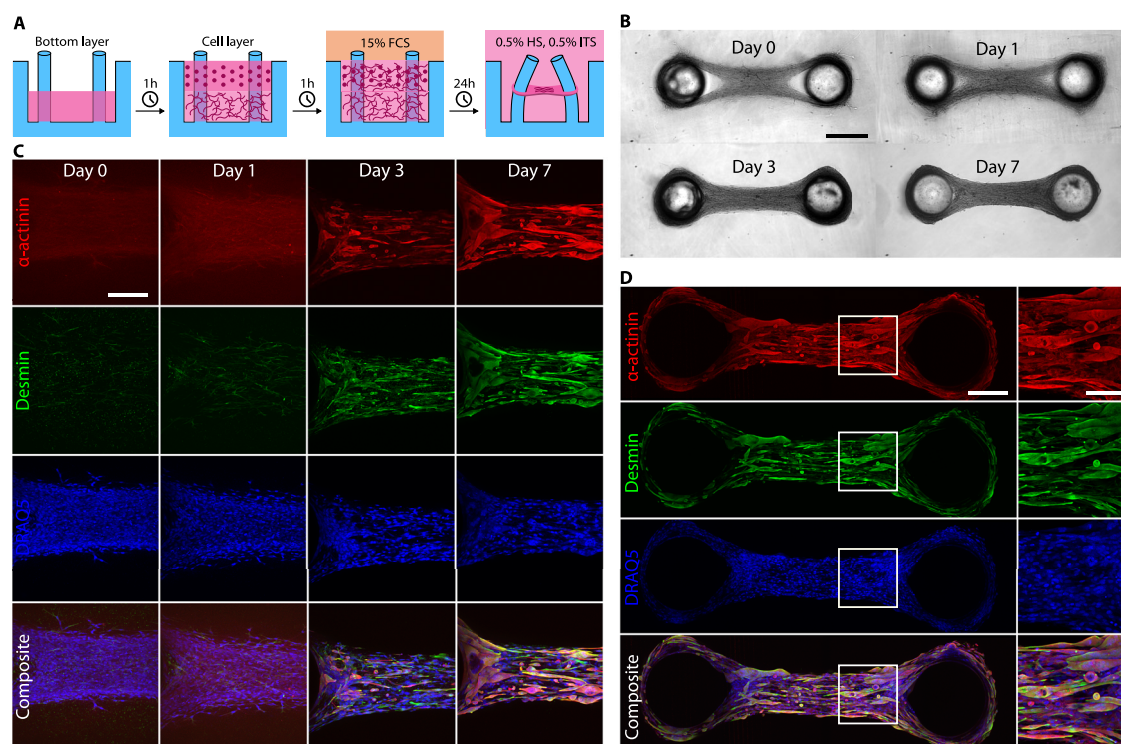 A
Bottom layer
1h
Cell layer
1h
15% FCS
24h
0.5% HS, 0.5% ITS
B
Day 0
Day 1
Day 3
Day 7
C
Day 0
Day 1
Day 3
Day 7
α-actinin
Desmin
DRAQ5
Composite
D
α-actinin
Desmin
DRAQ5
Composite